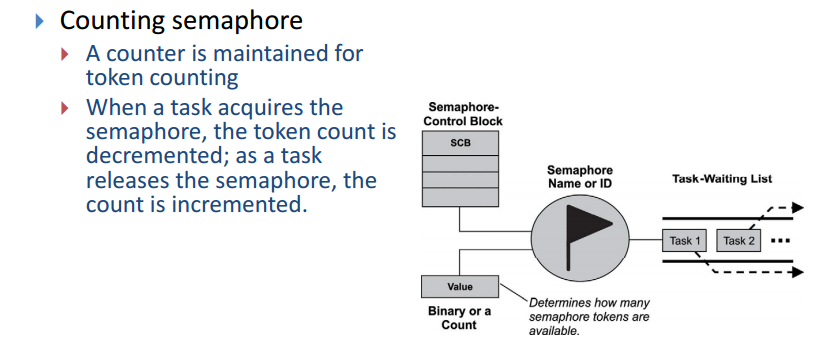 Counting semaphore
A counter is maintained for
token counting
When a task acquires the
semaphore, the token count is
decremented; as a task
releases the semaphore, the
count is incremented.
Semaphore-
Control Block
SCB
Semaphore
Name or ID
Task-Waiting List
Task 1
Task 2
Value
Binary or a
Count
Determines how many
semaphore tokens are
available.